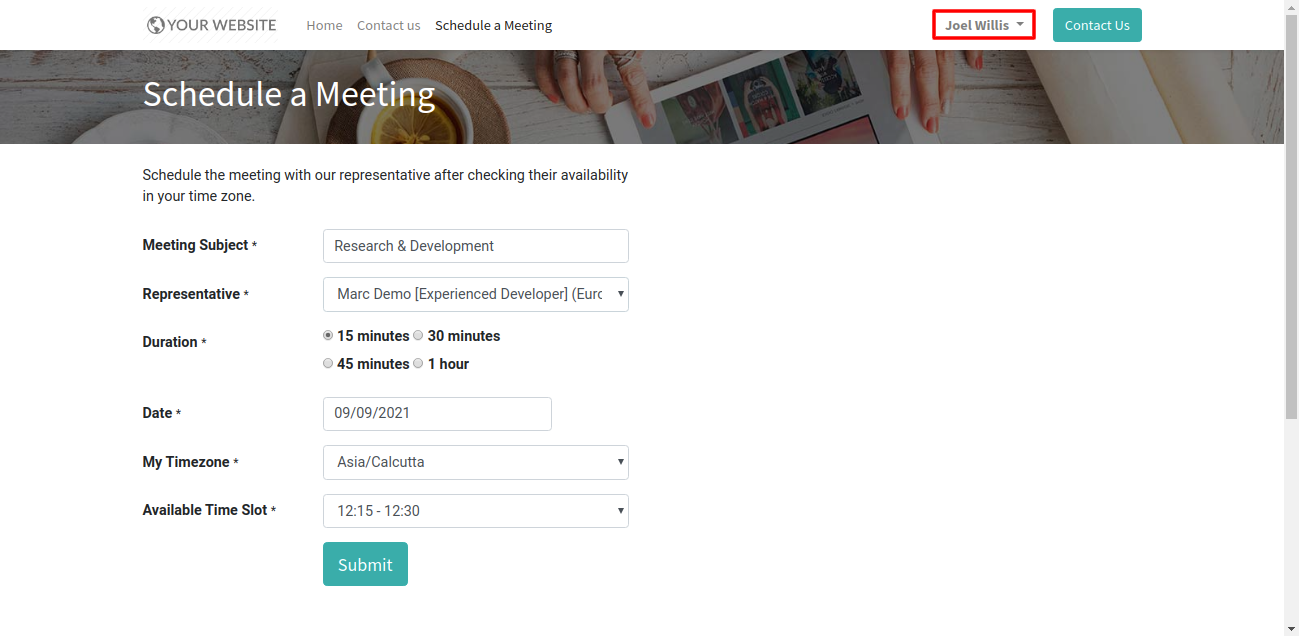 YOUR WEBSITE Home Contact us Schedule a Meeting Joel Willis Contact Us
Schedule a Meeting
Schedule the meeting with our representative after checking their availability
in your time zone.
Meeting Subject * Research & Development
Representative * Marc Demo [Experienced Developer] (Euro
Duration * 15 minutes 30 minutes
45 minutes 1 hour
Date * 09/09/2021
My Timezone * Asia/Calcutta
Available Time Slot * 12:15 - 12:30
Submit